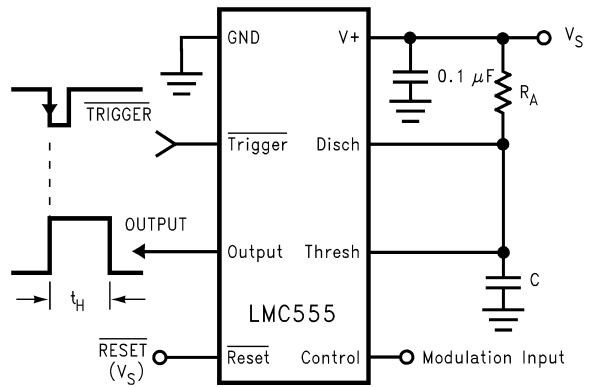 GND V+
V_S
0.1 μF
R_A
TRIGGER
Trigger Disch
OUTPUT
Output Thresh
C
t_H
LMC555
RESET
(V_S)
Reset Control
Modulation Input